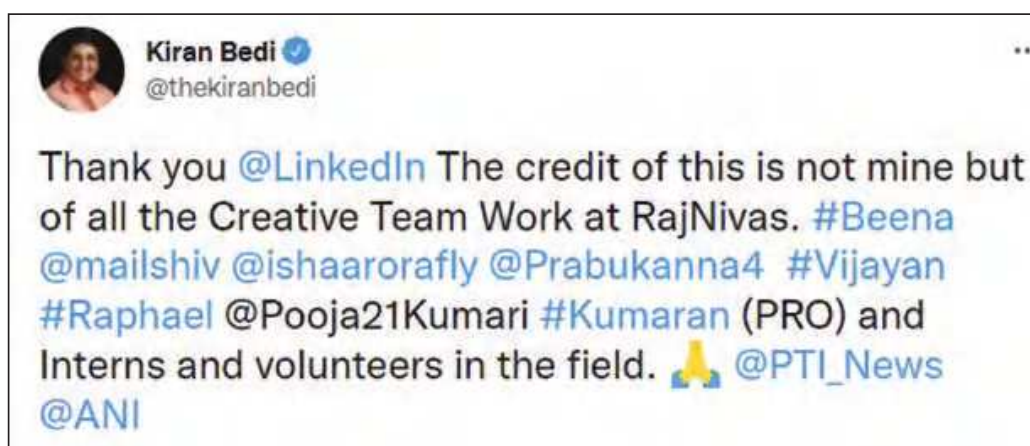 Kiran Bedi
@thekiranbedi
Thank you @LinkedIn The credit of this is not mine but
of all the Creative Team Work at RajNivas. #Beena
@mailshiv @ishaarorafly @Prabukanna4 #Vijayan
#Raphael @Pooja21Kumari #Kumaran (PRO) and
Interns and volunteers in the field. 🙏 @PTI_News
@ANI